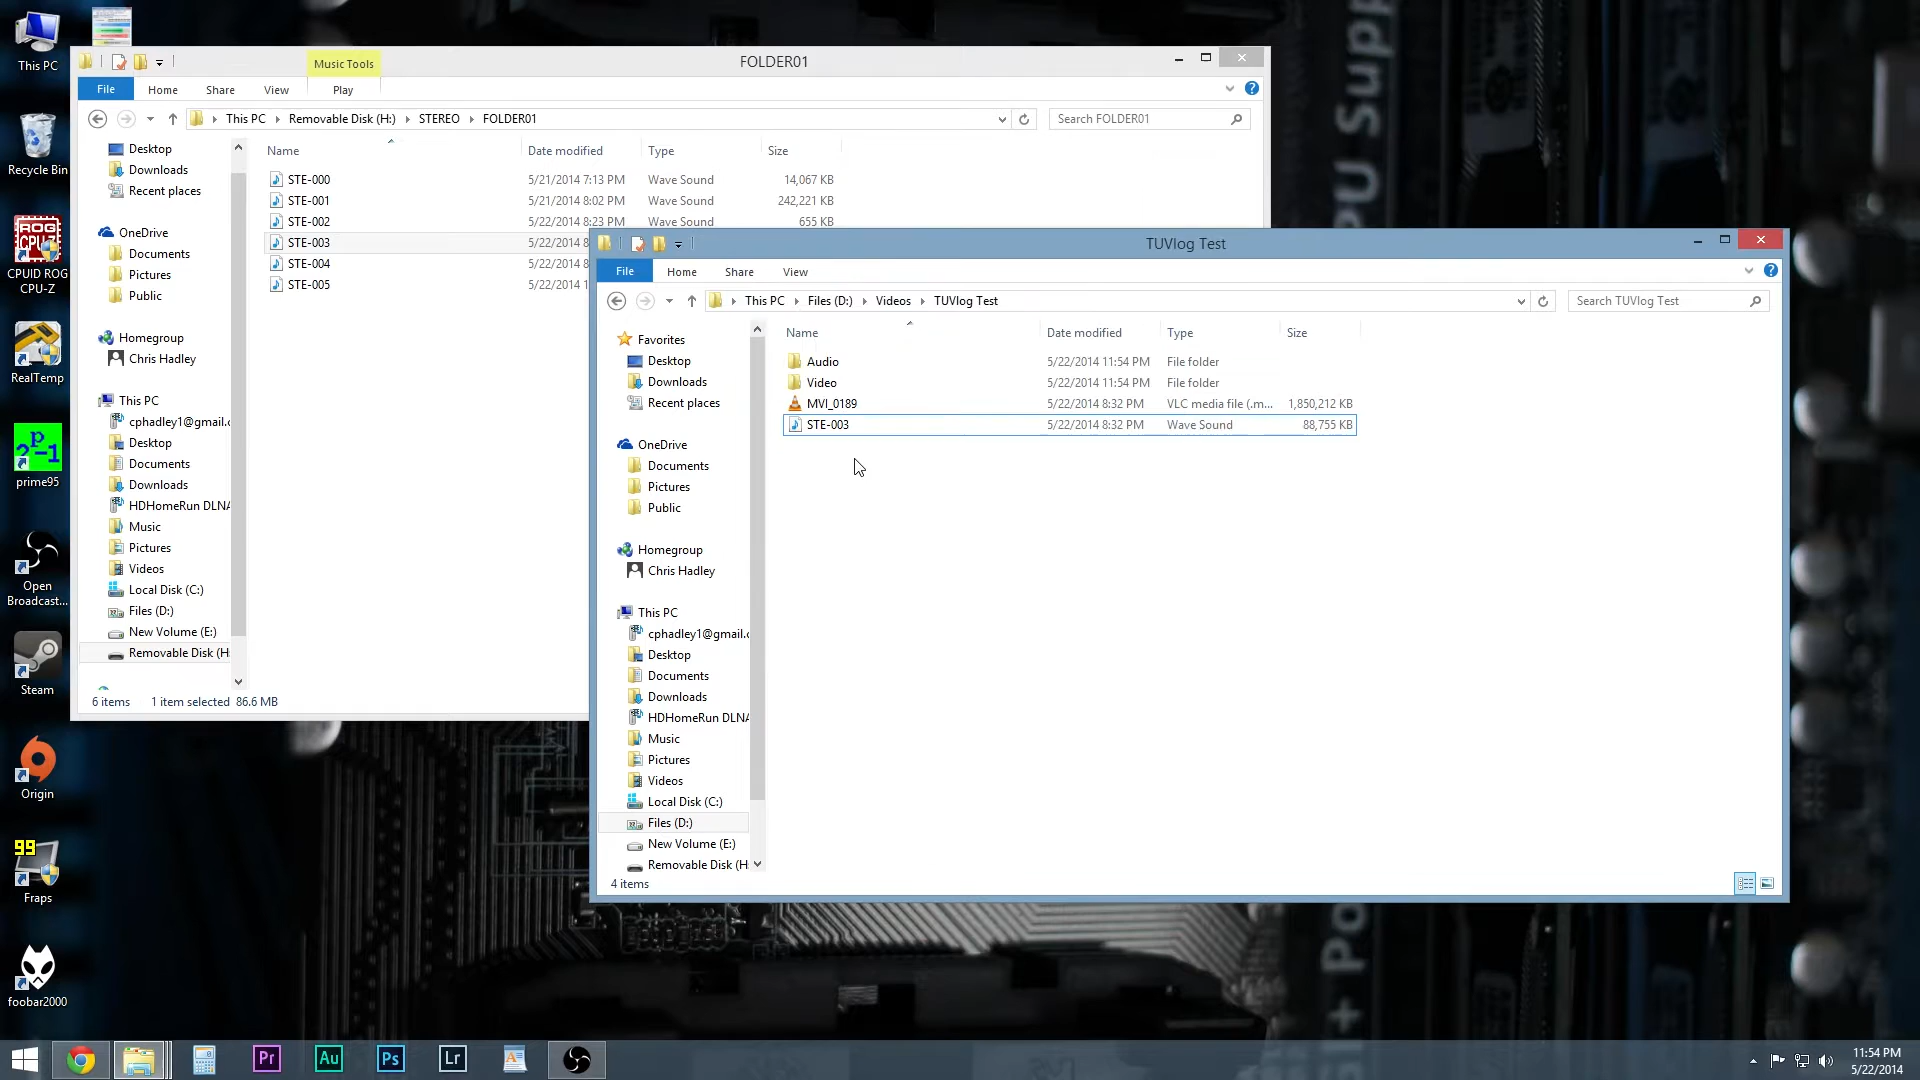 This PC
Recycle Bin
CPUID ROG
CPU-Z
RealTemp
prime95
Open
Broadcast...
Steam
Origin
99
Fraps
foobar2000
Music Tools
FOLDER01
File
Home
Share
View
Play
This PC
Removable Disk (H:)
STEREO
FOLDER01
Search FOLDER01
Desktop
Downloads
Recent places
OneDrive
Documents
Pictures
Public
Homegroup
Chris Hadley
This PC
cphadley1@gmail.c
Desktop
Documents
Downloads
HDHomeRun DLNA
Music
Pictures
Videos
Local Disk (C:)
Files (D:)
New Volume (E:)
Removable Disk (H:
Name Date modified Type Size
STE-000 5/21/2014 7:13 PM Wave Sound 14,067 KB
STE-001 5/21/2014 8:02 PM Wave Sound 242,221 KB
STE-002 5/22/2014 8:23 PM Wave Sound 655 KB
STE-003 5/22/2014 8
STE-004 5/22/2014 8
STE-005 5/22/2014 1
6 items 1 item selected 86.6 MB
TUVlog Test
File
Home
Share
View
This PC
Files (D:)
Videos
TUVlog Test
Search TUVlog Test
Favorites
Desktop
Downloads
Recent places
OneDrive
Documents
Pictures
Public
Homegroup
Chris Hadley
This PC
cphadley1@gmail.c
Desktop
Documents
Downloads
HDHomeRun DLNA
Music
Pictures
Videos
Local Disk (C:)
Files (D:)
New Volume (E:)
Removable Disk (H
Name Date modified Type Size
Audio 5/22/2014 11:54 PM File folder
Video 5/22/2014 11:54 PM File folder
MVI_0189 5/22/2014 8:32 PM VLC media file (.m... 1,850,212 KB
STE-003 5/22/2014 8:32 PM Wave Sound 88,755 KB
4 items
PU Supp
Pr
Au
Ps
Lr
11:54 PM
5/22/2014